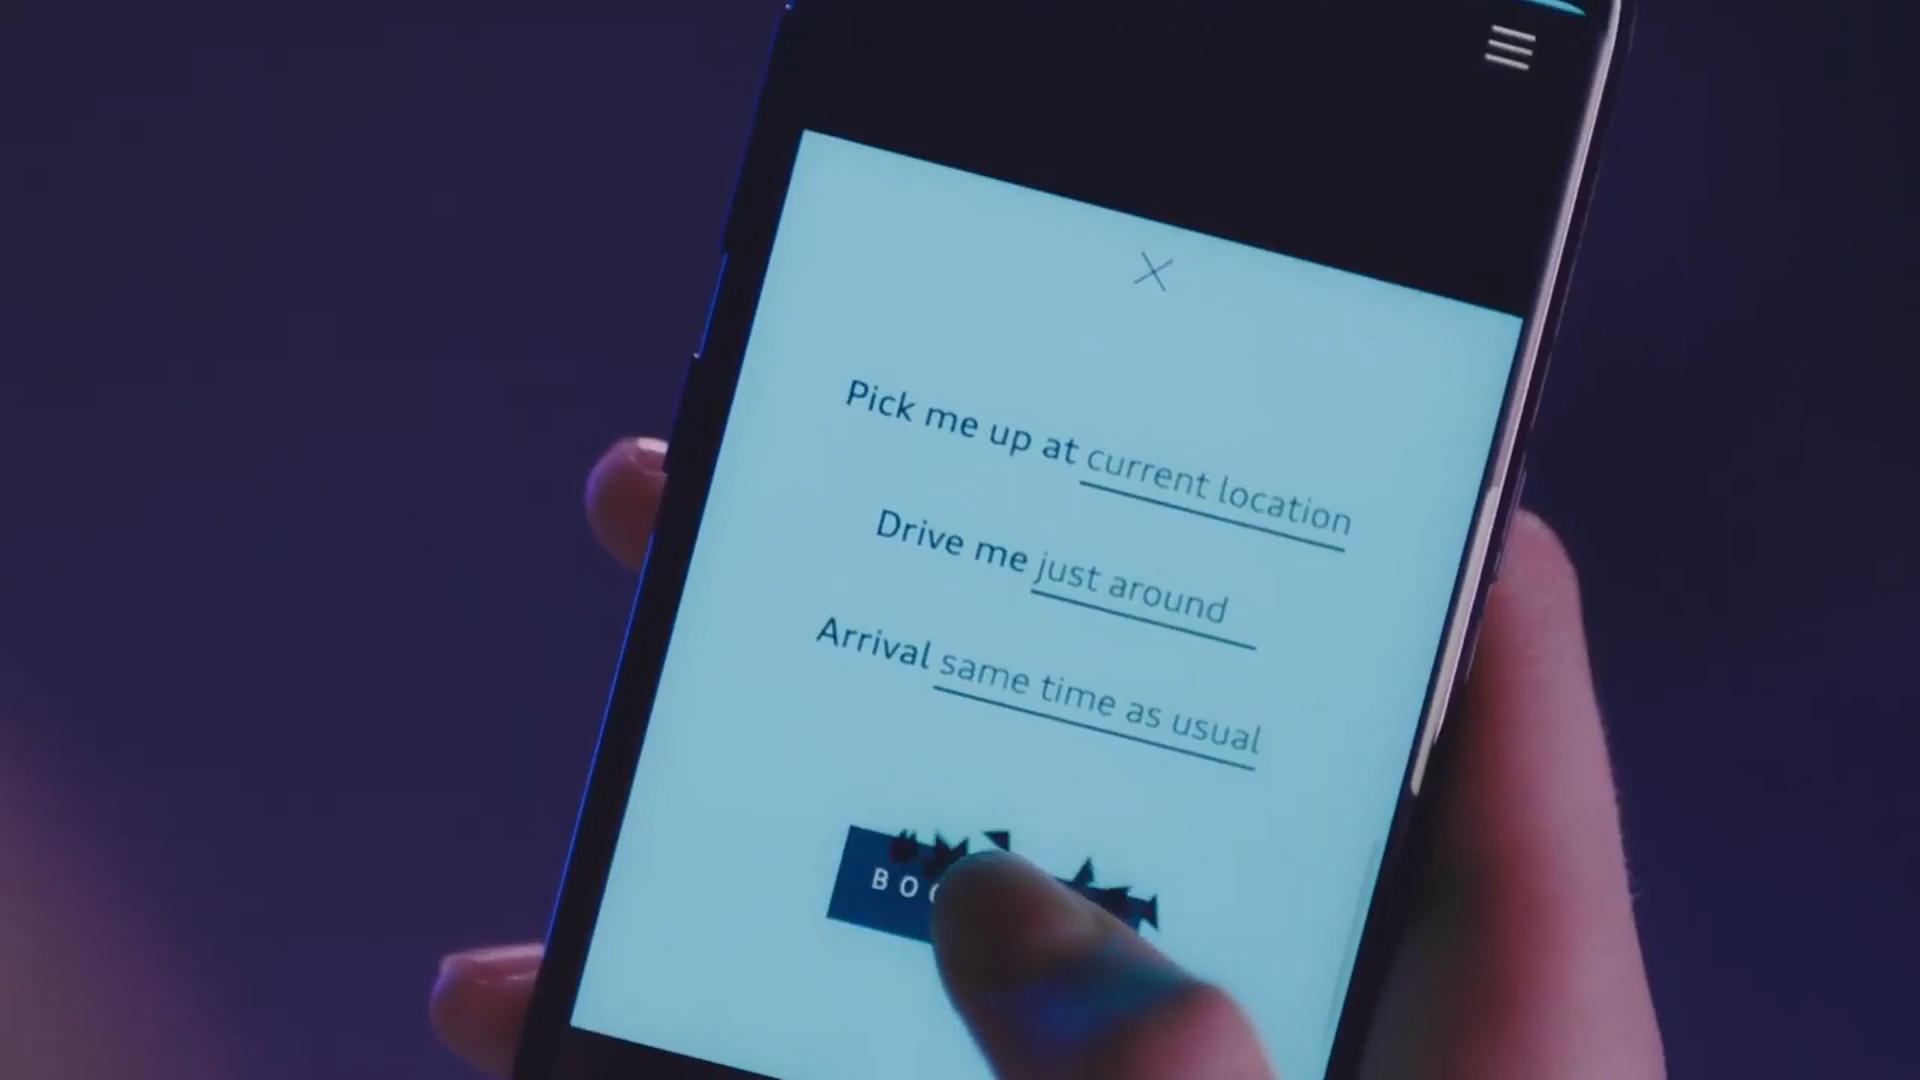 Pick me up at current location
Drive me just around
Arrival same time as usual